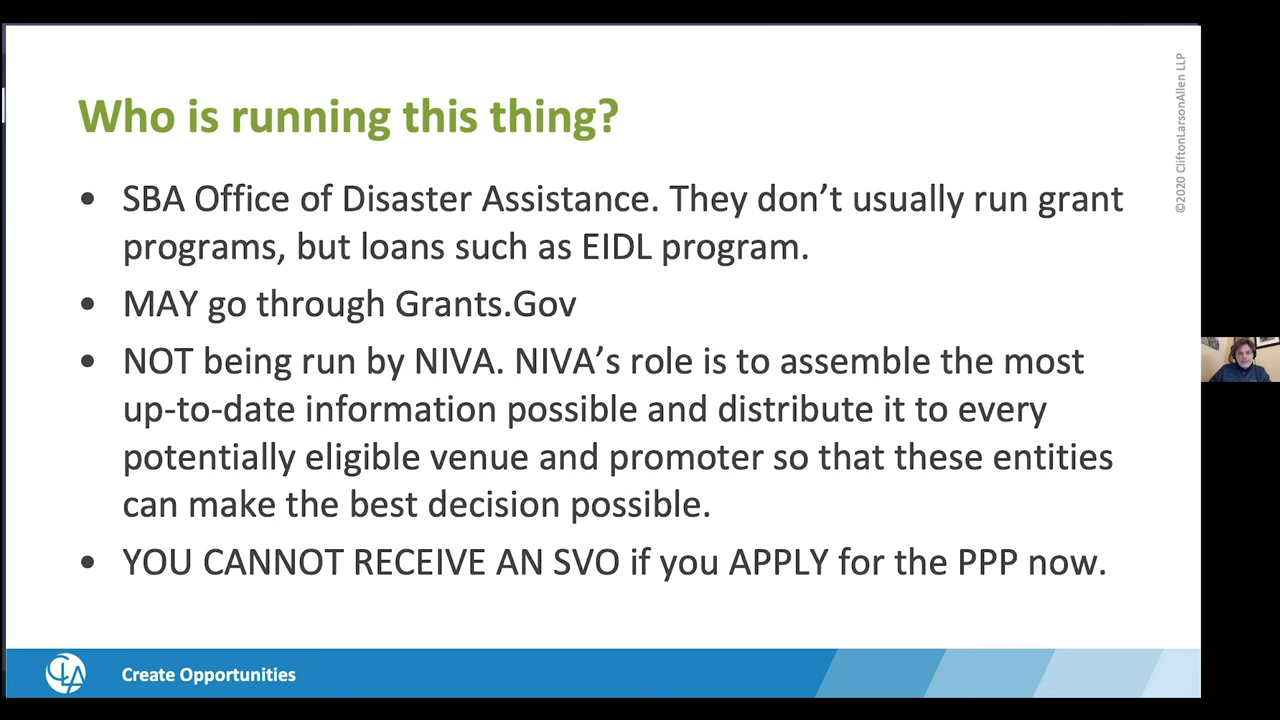 Who is running this thing?
• SBA Office of Disaster Assistance. They don’t usually run grant
programs, but loans such as EIDL program.
• MAY go through Grants.Gov
• NOT being run by NIVA. NIVA’s role is to assemble the most
up-to-date information possible and distribute it to every
potentially eligible venue and promoter so that these entities
can make the best decision possible.
• YOU CANNOT RECEIVE AN SVO if you APPLY for the PPP now.
©2020 CliftonLarsonAllen LLP
CLA
Create Opportunities